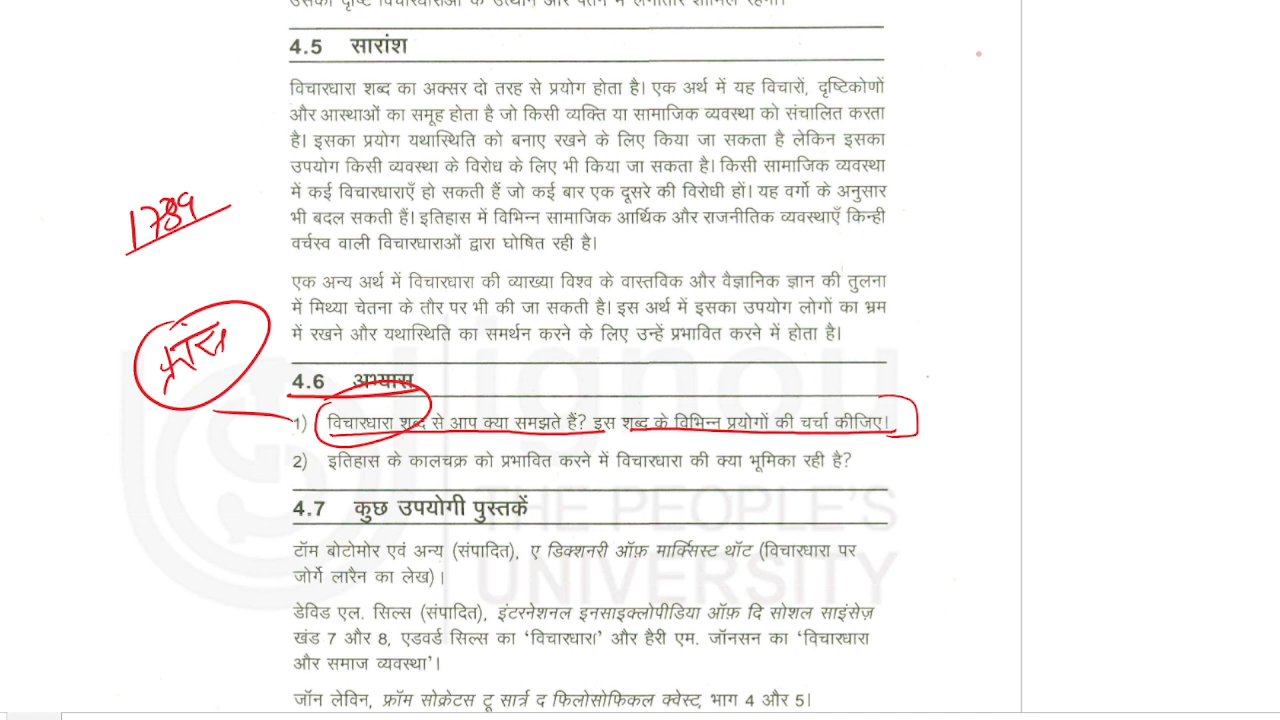 उसकी दृष्टि विचारधाराओं के उत्थान और पतन में लगातार शामिल रहेगी।
4.5 सारांश
विचारधारा शब्द का अक्सर दो तरह से प्रयोग होता है। एक अर्थ में यह विचारों, दृष्टिकोणों
और आस्थाओं का समूह होता है जो किसी व्यक्ति या सामाजिक व्यवस्था को संचालित करता
है। इसका प्रयोग यथास्थिति को बनाए रखने के लिए किया जा सकता है लेकिन इसका
उपयोग किसी व्यवस्था के विरोध के लिए भी किया जा सकता है। किसी सामाजिक व्यवस्था
में कई विचारधाराएँ हो सकती हैं जो कई बार एक दूसरे की विरोधी हों। यह वर्गो के अनुसार
भी बदल सकती हैं। इतिहास में विभिन्न सामाजिक आर्थिक और राजनीतिक व्यवस्थाएँ किन्ही
वर्चस्व वाली विचारधाराओं द्वारा घोषित रही है।
1789
एक अन्य अर्थ में विचारधारा की व्याख्या विश्व के वास्तविक और वैज्ञानिक ज्ञान की तुलना
में मिथ्या चेतना के तौर पर भी की जा सकती है। इस अर्थ में इसका उपयोग लोगों का भ्रम
में रखने और यथास्थिति का समर्थन करने के लिए उन्हें प्रभावित करने में होता है।
फ्रांस
4.6 अभ्यास
1) विचारधारा शब्द से आप क्या समझते हैं? इस शब्द के विभिन्न प्रयोगों की चर्चा कीजिए।
2) इतिहास के कालचक्र को प्रभावित करने में विचारधारा की क्या भूमिका रही है?
4.7 कुछ उपयोगी पुस्तकें
टॉम बोटोमोर एवं अन्य (संपादित), ए डिक्शनरी ऑफ़ मार्क्सिस्ट थॉट (विचारधारा पर
जोर्गे लारैन का लेख)।
डेविड एल. सिल्स (संपादित), इंटरनेशनल इनसाइक्लोपीडिया ऑफ़ दि सोशल साइंसेज़
खंड 7 और 8, एडवर्ड सिल्स का 'विचारधारा' और हैरी एम. जॉनसन का 'विचारधारा
और समाज व्यवस्था'।
जॉन लेविन, फ्रॉम सोक्रेटस टू सार्त्र द फिलोसोफिकल क्वेस्ट, भाग 4 और 5।
ignou
THE PEOPLE'S
UNIVERSITY